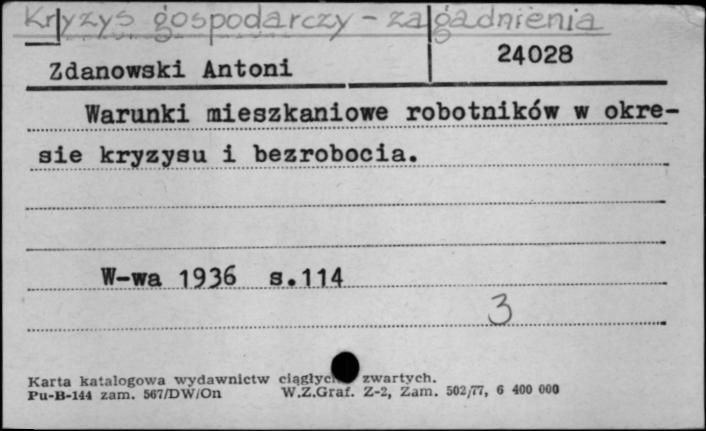 Kryzys gospodarczy - zagadnienia
24028
Zdanowski Antoni
Warunki mieszkaniowe robotników w okre-
sie kryzysu i bezrobocia.
W-wa 1936 s.114
3
Karta katalogowa wydawnictw zwartych.
Pu-B-144 zam. 567/DW/On W.Z.Graf. Z-2, Zam. 502/77, 6 400 000